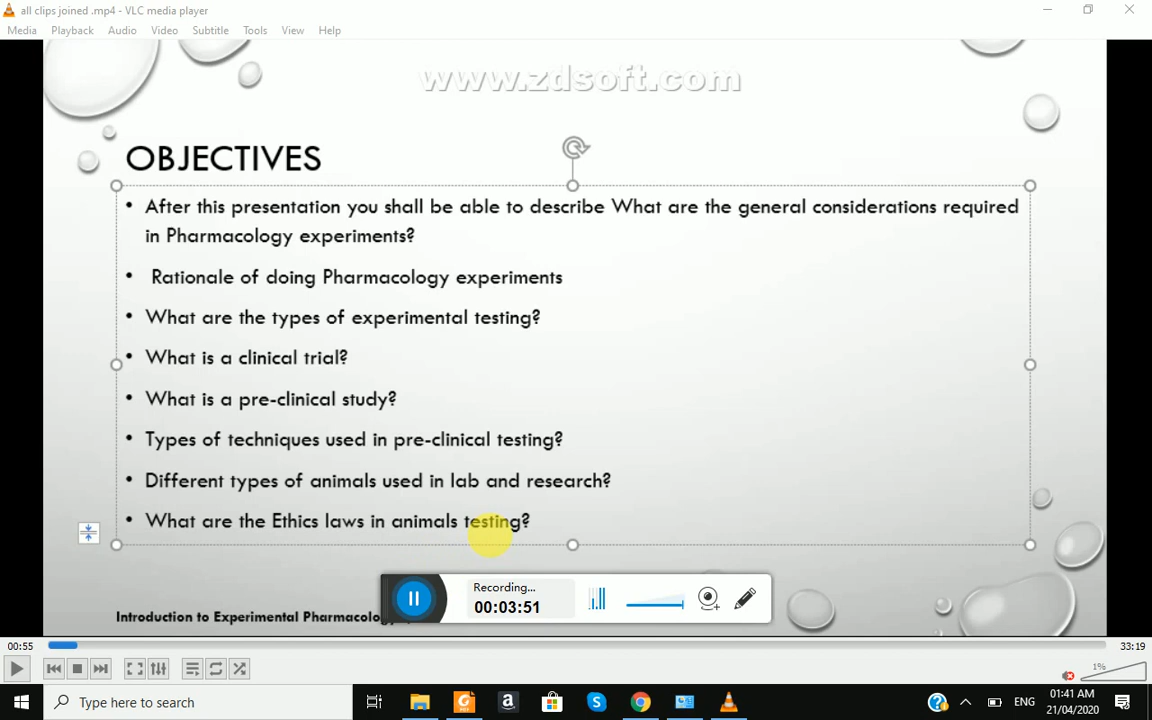 all clips joined .mp4 - VLC media player
Media Playback Audio Video Subtitle Tools View Help
www.zdsoft.com
OBJECTIVES
• After this presentation you shall be able to describe What are the general considerations required
in Pharmacology experiments?
• Rationale of doing Pharmacology experiments
• What are the types of experimental testing?
• What is a clinical trial?
• What is a pre-clinical study?
• Types of techniques used in pre-clinical testing?
• Different types of animals used in lab and research?
• What are the Ethics laws in animals testing?
Recording...
00:03:51
Introduction to Experimental
00:55 33:19
1%
Type here to search
ENG
01:41 AM
21/04/2020